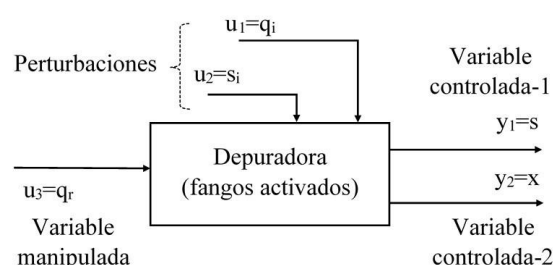 u1=qi
Perturbaciones
u2=si
Variable
controlada-1
y1=s
Depuradora
(fangos activados)
y2=x
u3=qr
Variable
manipulada
Variable
controlada-2